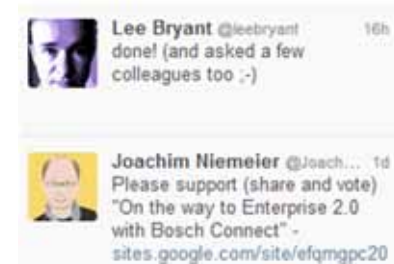 Lee Bryant @leebryant 16h
done! (and asked a few
colleagues too ;-)
Joachim Niemeier @Joach... 1d
Please support (share and vote)
"On the way to Enterprise 2.0
with Bosch Connect" -
sites.google.com/site/efqmgpc20